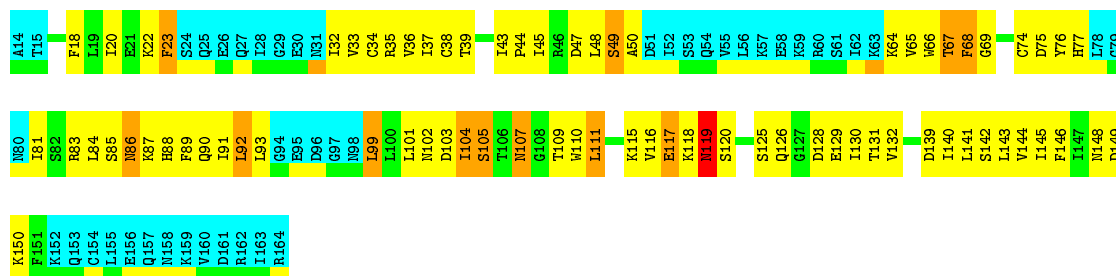 A14 T15 F18 L19 I20 E21 K22 F23 S24 Q25 E26 Q27 I28 G29 E30 N31 I32 V33 C34 R35 V36 I37 C38 T39 I43 P44 I45 R46 D47 L48 S49 A50 D51 I52 S53 Q54 V55 L56 K57 E58 K59 R60 S61 I62 K63 K64 Y65 W66 T67 F68 G69 C74 D75 Y76 H77 L78 C79
N80 I81 S82 R83 L84 S85 N86 K87 H88 F89 Q90 I91 L92 L93 G94 E95 D96 G97 N98 L99 L100 L101 N102 D103 I104 S105 T106 N107 G108 T109 W110 L111 K115 V116 E117 K118 N119 S120 S125 Q126 G127 D128 E129 I130 T131 V132 D139 I140 L141 S142 L143 V144 I145 F146 I147 N148 D149
K150 F151 K152 Q153 C154 L155 E156 Q157 N158 K159 V160 D161 R162 I163 R164